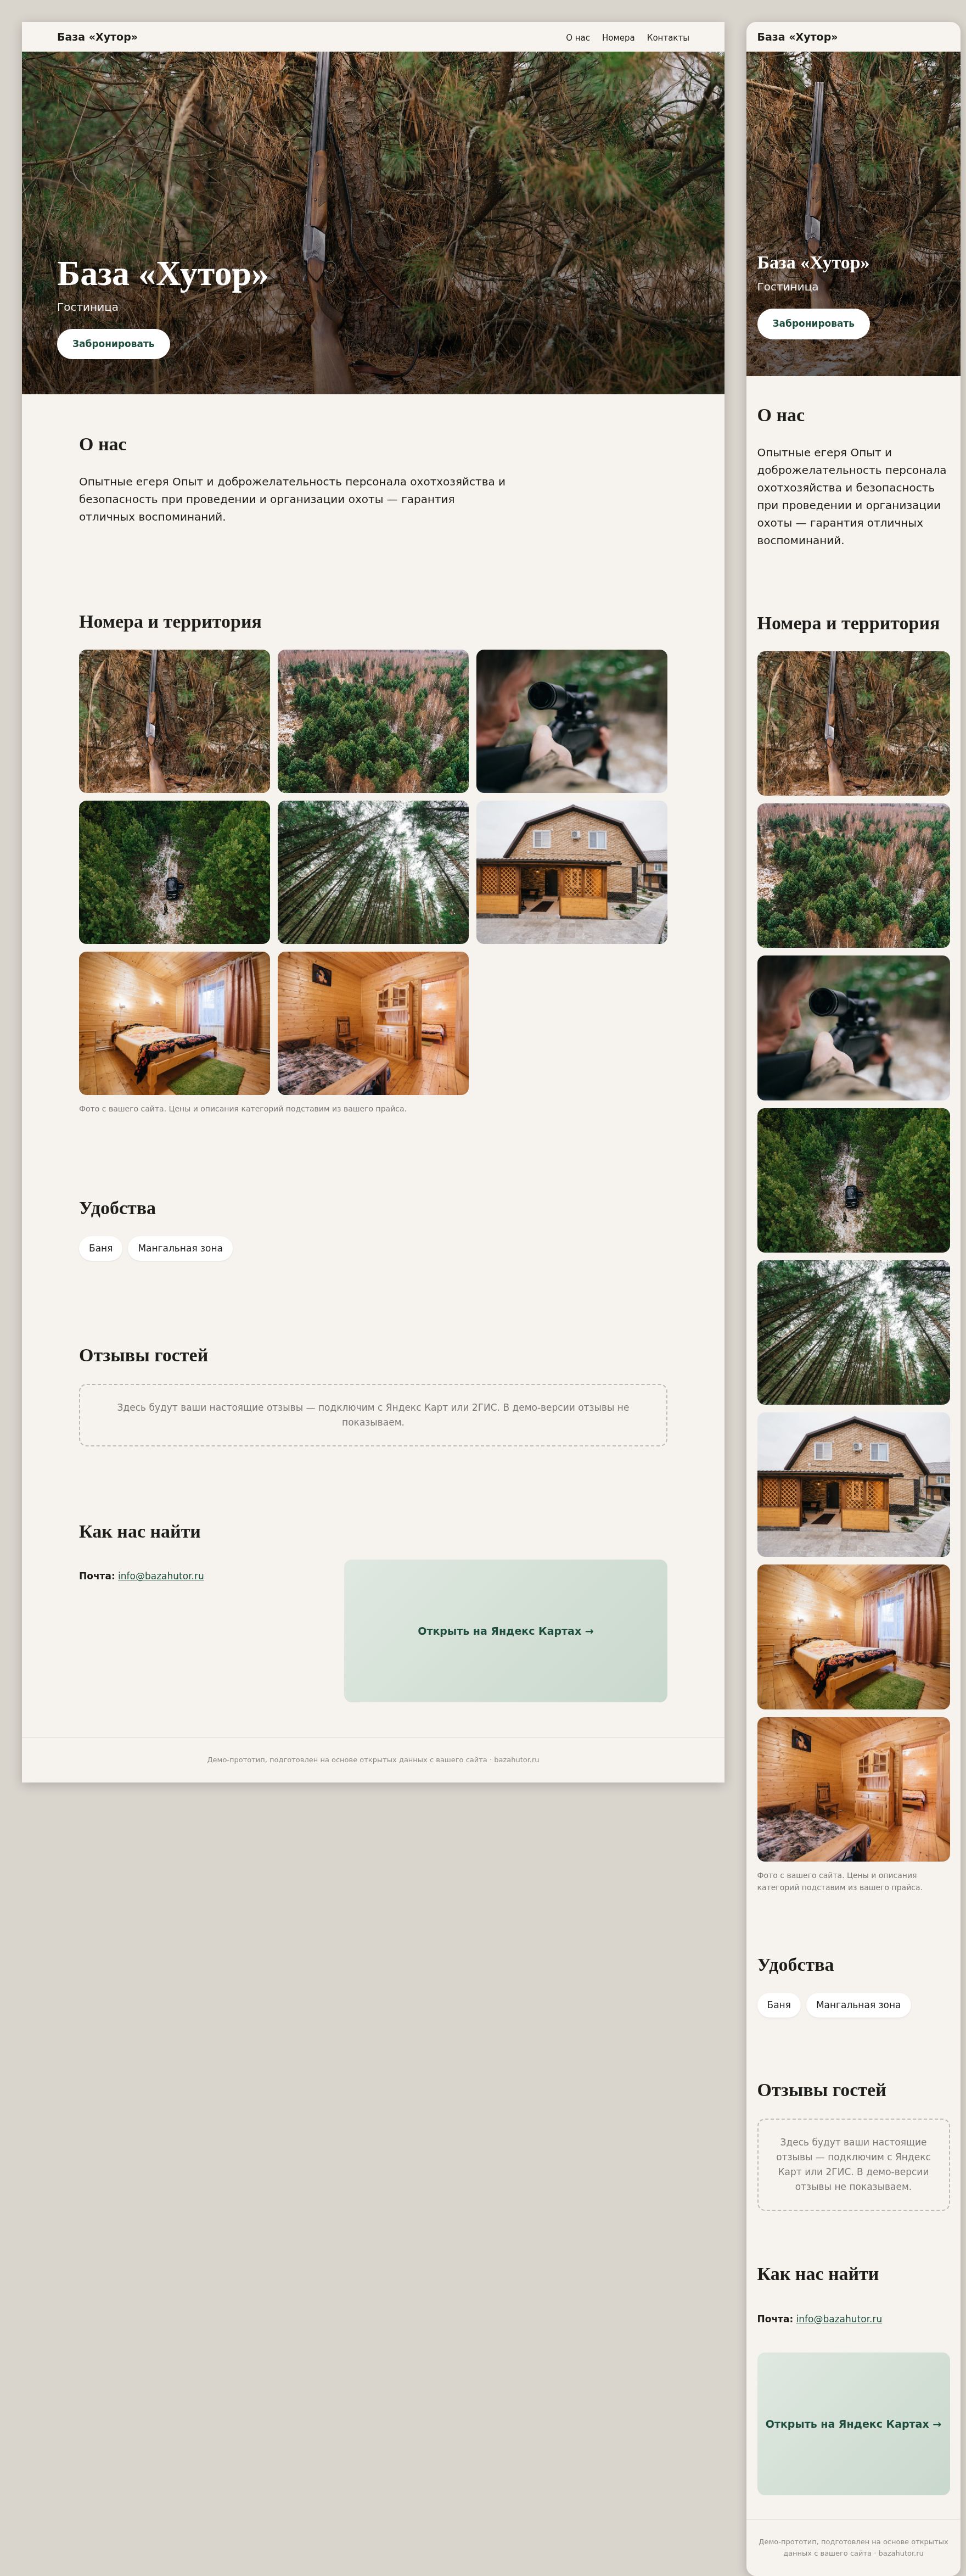 База «Хутор»
О нас Номера Контакты
База «Хутор»
Гостиница
Забронировать
О нас
Опытные егеря Опыт и доброжелательность персонала охотхозяйства и
безопасность при проведении и организации охоты — гарантия
отличных воспоминаний.
Номера и территория
Фото с вашего сайта. Цены и описания категорий подставим из вашего прайса.
Удобства
Баня
Мангальная зона
Отзывы гостей
Здесь будут ваши настоящие отзывы — подключим с Яндекс Карт или 2ГИС. В демо-версии отзывы не
показываем.
Как нас найти
Почта: info@bazahutor.ru
Открыть на Яндекс Картах →
Демо-прототип, подготовлен на основе открытых данных с вашего сайта · bazahutor.ru
База «Хутор»
База «Хутор»
Гостиница
Забронировать
О нас
Опытные егеря Опыт и
доброжелательность персонала
охотхозяйства и безопасность
при проведении и организации
охоты — гарантия отличных
воспоминаний.
Номера и территория
Фото с вашего сайта. Цены и описания
категорий подставим из вашего прайса.
Удобства
Баня
Мангальная зона
Отзывы гостей
Здесь будут ваши настоящие
отзывы — подключим с Яндекс
Карт или 2ГИС. В демо-версии
отзывы не показываем.
Как нас найти
Почта: info@bazahutor.ru
Открыть на Яндекс Картах →
Демо-прототип, подготовлен на основе открытых
данных с вашего сайта · bazahutor.ru